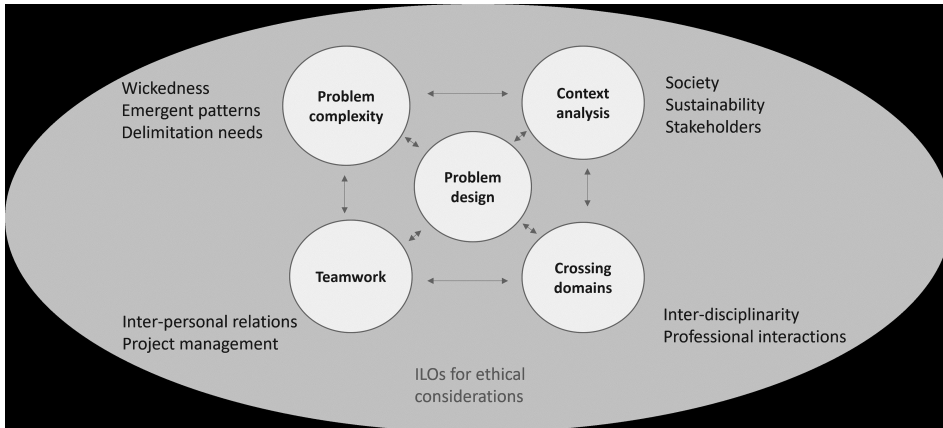 Wickedness
Emergent patterns
Delimitation needs
Problem
complexity
Context
analysis
Society
Sustainability
Stakeholders
Problem
design
Teamwork
Crossing
domains
Inter-personal relations
Project management
Inter-disciplinarity
Professional interactions
ILOs for ethical
considerations